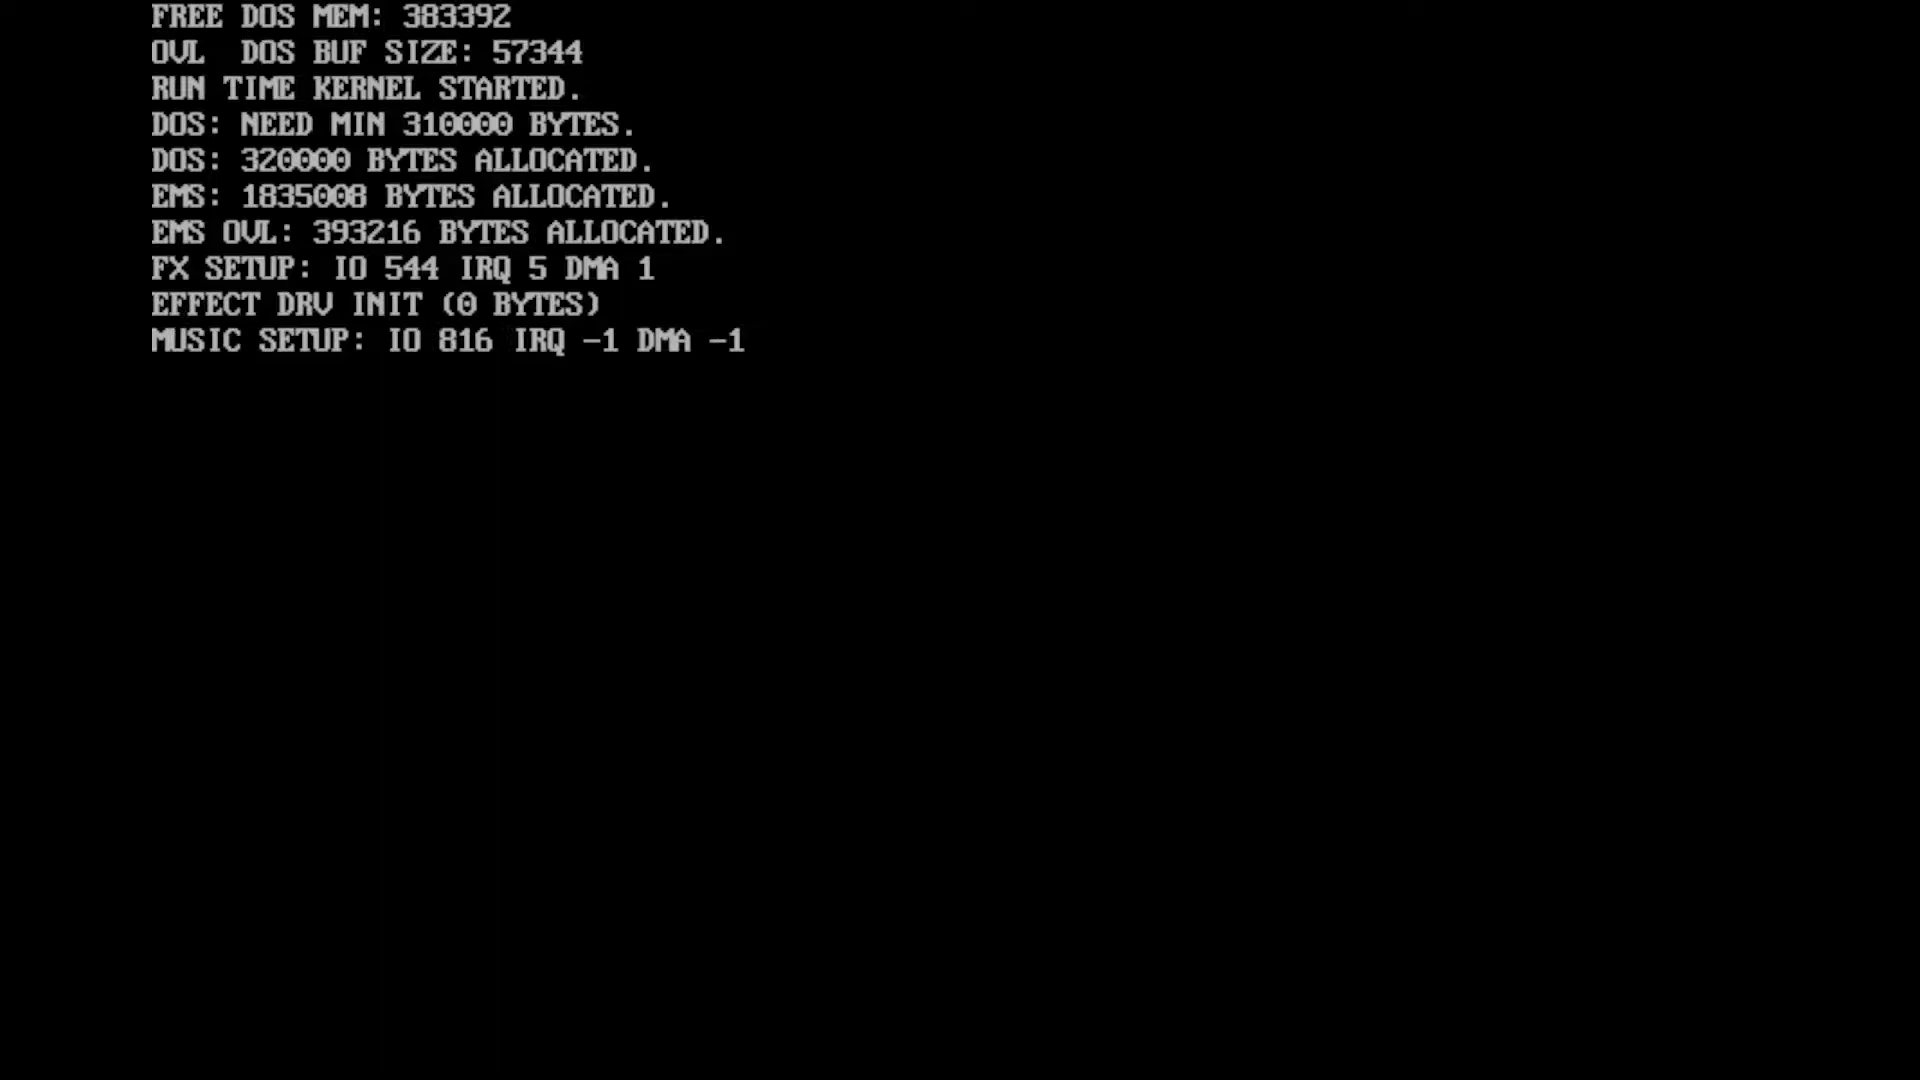 FREE DOS MEM: 383392
OVL  DOS BUF SIZE: 57344
RUN TIME KERNEL STARTED.
DOS: NEED MIN 310000 BYTES.
DOS: 320000 BYTES ALLOCATED.
EMS: 1835008 BYTES ALLOCATED.
EMS OVL: 393216 BYTES ALLOCATED.
FX SETUP: IO 544 IRQ 5 DMA 1
EFFECT DRV INIT (0 BYTES)
MUSIC SETUP: IO 816 IRQ -1 DMA -1